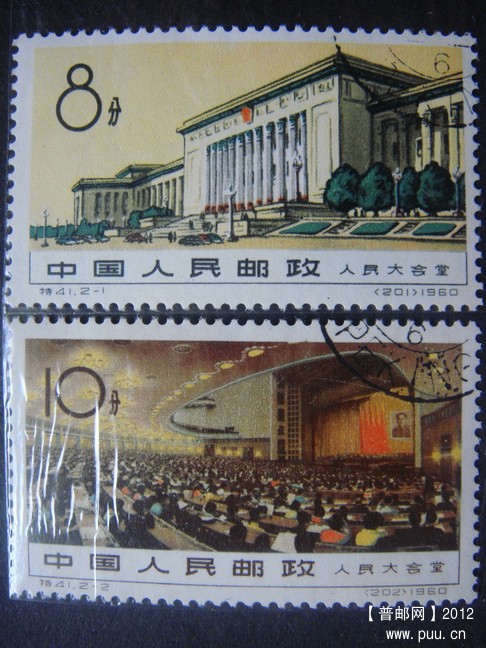 8分
中国人民邮政 人民大会堂
特41.2-1 (201)1960
6
10分
中国人民邮政 人民大会堂
特41.2-2 (202)1960
6
【普邮网】2012
www.puu.cn